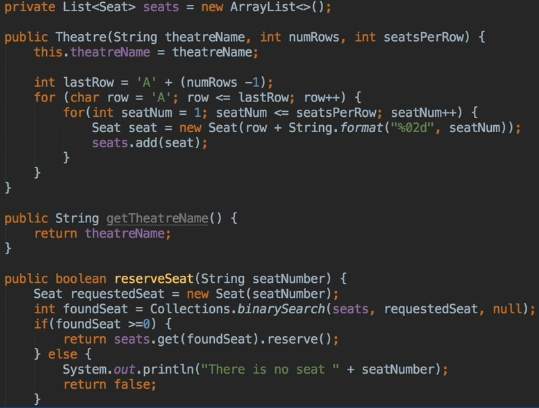 private List<Seat> seats = new ArrayList<>();
public Theatre(String theatreName, int numRows, int seatsPerRow) {
this.theatreName = theatreName;
int lastRow = 'A' + (numRows -1);
for (char row = 'A'; row <= lastRow; row++) {
for(int seatNum = 1; seatNum <= seatsPerRow; seatNum++) {
Seat seat = new Seat(row + String.format("%02d", seatNum));
seats.add(seat);
}
}
}
public String getTheatreName() {
return theatreName;
}
public boolean reserveSeat(String seatNumber) {
Seat requestedSeat = new Seat(seatNumber);
int foundSeat = Collections.binarySearch(seats, requestedSeat, null);
if(foundSeat >=0) {
return seats.get(foundSeat).reserve();
} else {
System.out.println("There is no seat " + seatNumber);
return false;
}